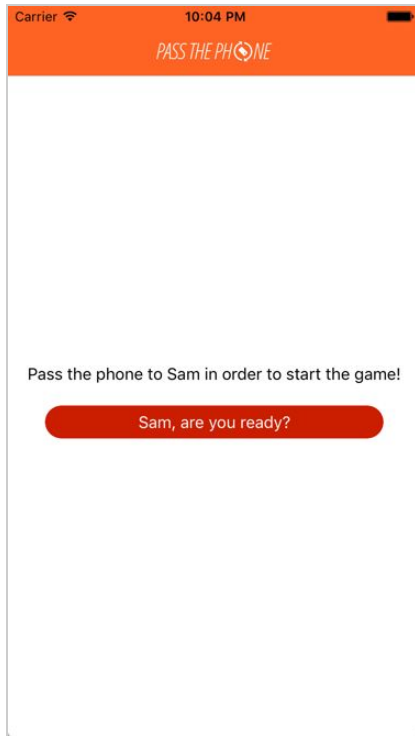 Carrier 10:04 PM
PASS THE PHONE
Pass the phone to Sam in order to start the game!
Sam, are you ready?